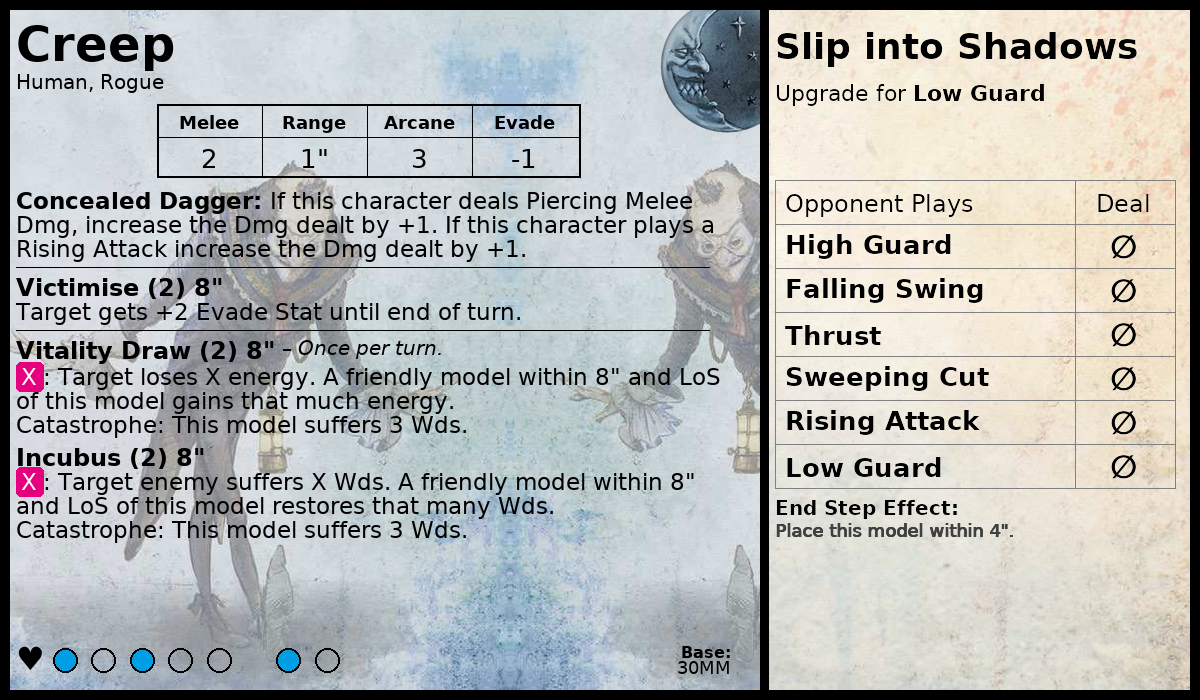 Creep
Human, Rogue
Melee Range Arcane Evade
2 1" 3 -1
Concealed Dagger: If this character deals Piercing Melee
Dmg, increase the Dmg dealt by +1. If this character plays a
Rising Attack increase the Dmg dealt by +1.
Victimise (2) 8"
Target gets +2 Evade Stat until end of turn.
Vitality Draw (2) 8" – Once per turn.
X: Target loses X energy. A friendly model within 8" and LoS
of this model gains that much energy.
Catastrophe: This model suffers 3 Wds.
Incubus (2) 8"
X: Target enemy suffers X Wds. A friendly model within 8"
and LoS of this model restores that many Wds.
Catastrophe: This model suffers 3 Wds.
Base:
30MM
Slip into Shadows
Upgrade for Low Guard
Opponent Plays Deal
High Guard ∅
Falling Swing ∅
Thrust ∅
Sweeping Cut ∅
Rising Attack ∅
Low Guard ∅
End Step Effect:
Place this model within 4".